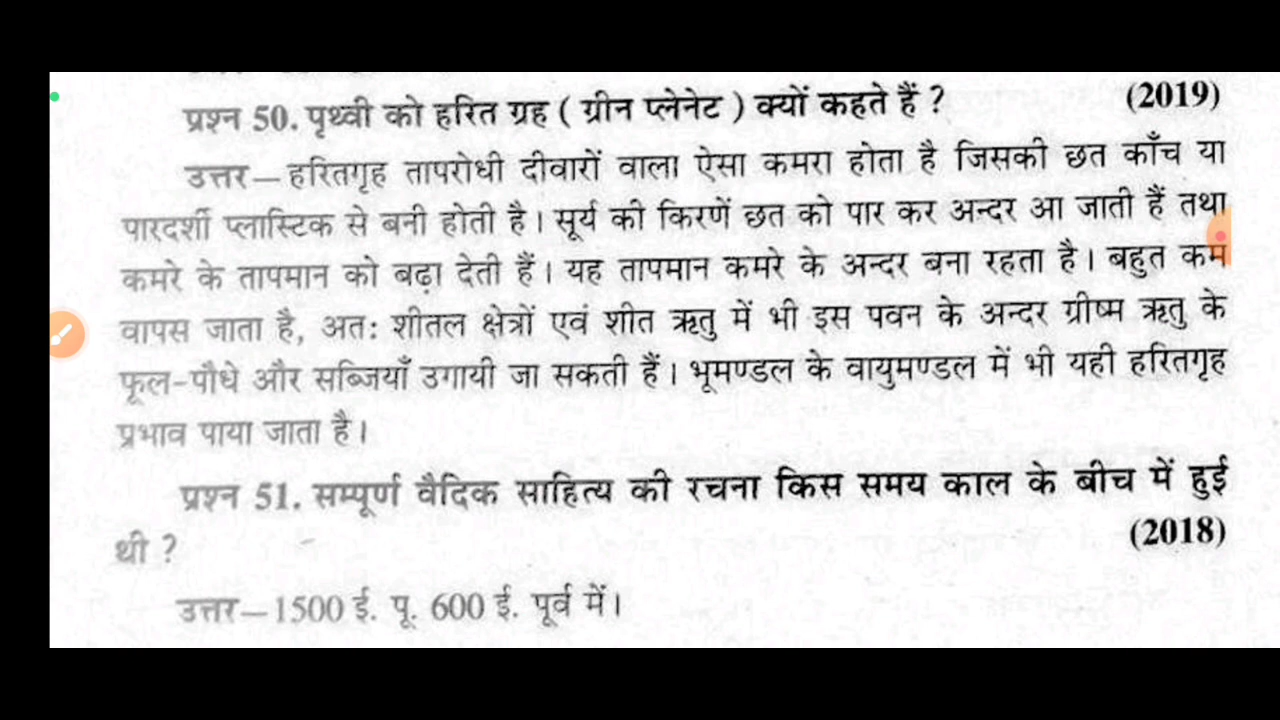 प्रश्न 50. पृथ्वी को हरित ग्रह ( ग्रीन प्लेनेट ) क्यों कहते हैं ? (2019)
उत्तर – हरितगृह तापरोधी दीवारों वाला ऐसा कमरा होता है जिसकी छत काँच या
पारदर्शी प्लास्टिक से बनी होती है। सूर्य की किरणें छत को पार कर अन्दर आ जाती हैं तथा
कमरे के तापमान को बढ़ा देती हैं। यह तापमान कमरे के अन्दर बना रहता है। बहुत कम
वापस जाता है, अतः शीतल क्षेत्रों एवं शीत ऋतु में भी इस पवन के अन्दर ग्रीष्म ऋतु के
फूल-पौधे और सब्जियाँ उगायी जा सकती हैं। भूमण्डल के वायुमण्डल में भी यही हरितगृह
प्रभाव पाया जाता है।
प्रश्न 51. सम्पूर्ण वैदिक साहित्य की रचना किस समय काल के बीच में हुई
थी ? (2018)
उत्तर – 1500 ई. पू. 600 ई. पूर्व में।